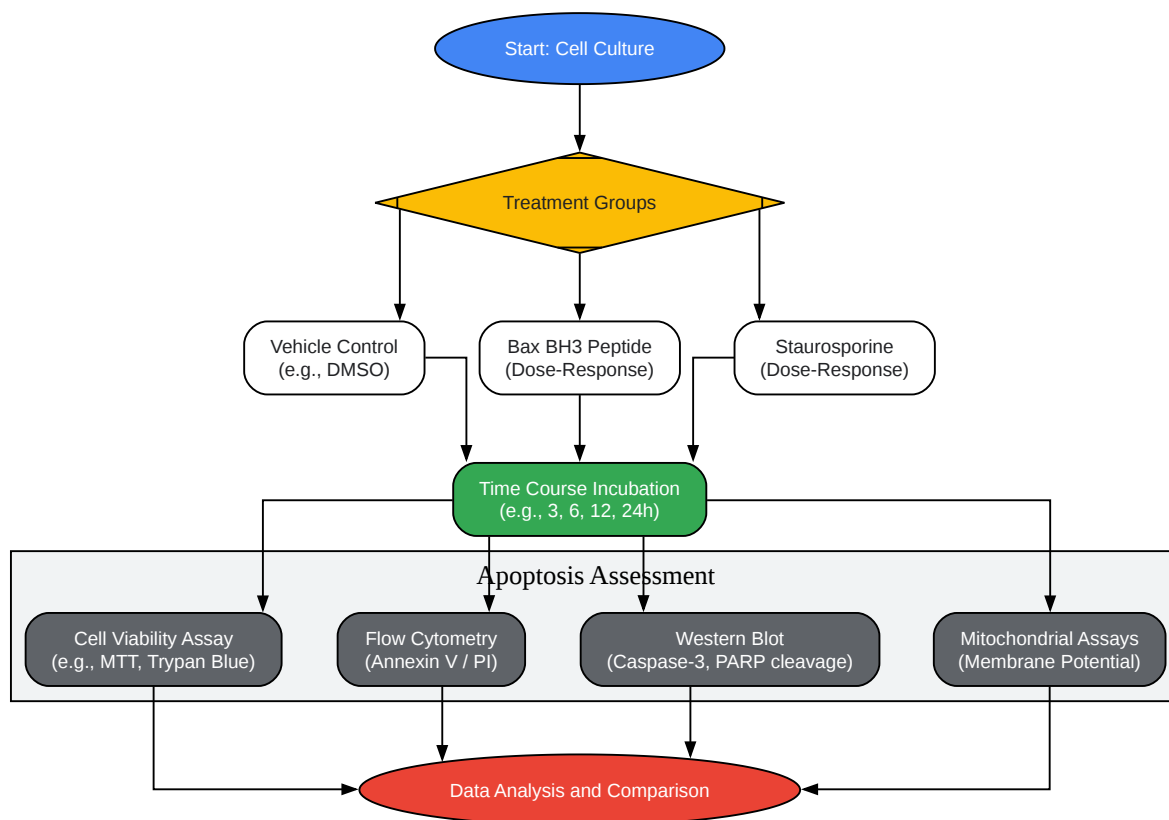 Start: Cell Culture
Treatment Groups
Vehicle Control
(e.g., DMSO)
Bax BH3 Peptide
(Dose-Response)
Staurosporine
(Dose-Response)
Time Course Incubation
(e.g., 3, 6, 12, 24h)
Apoptosis Assessment
Cell Viability Assay
(e.g., MTT, Trypan Blue)
Flow Cytometry
(Annexin V / PI)
Western Blot
(Caspase-3, PARP cleavage)
Mitochondrial Assays
(Membrane Potential)
Data Analysis and Comparison